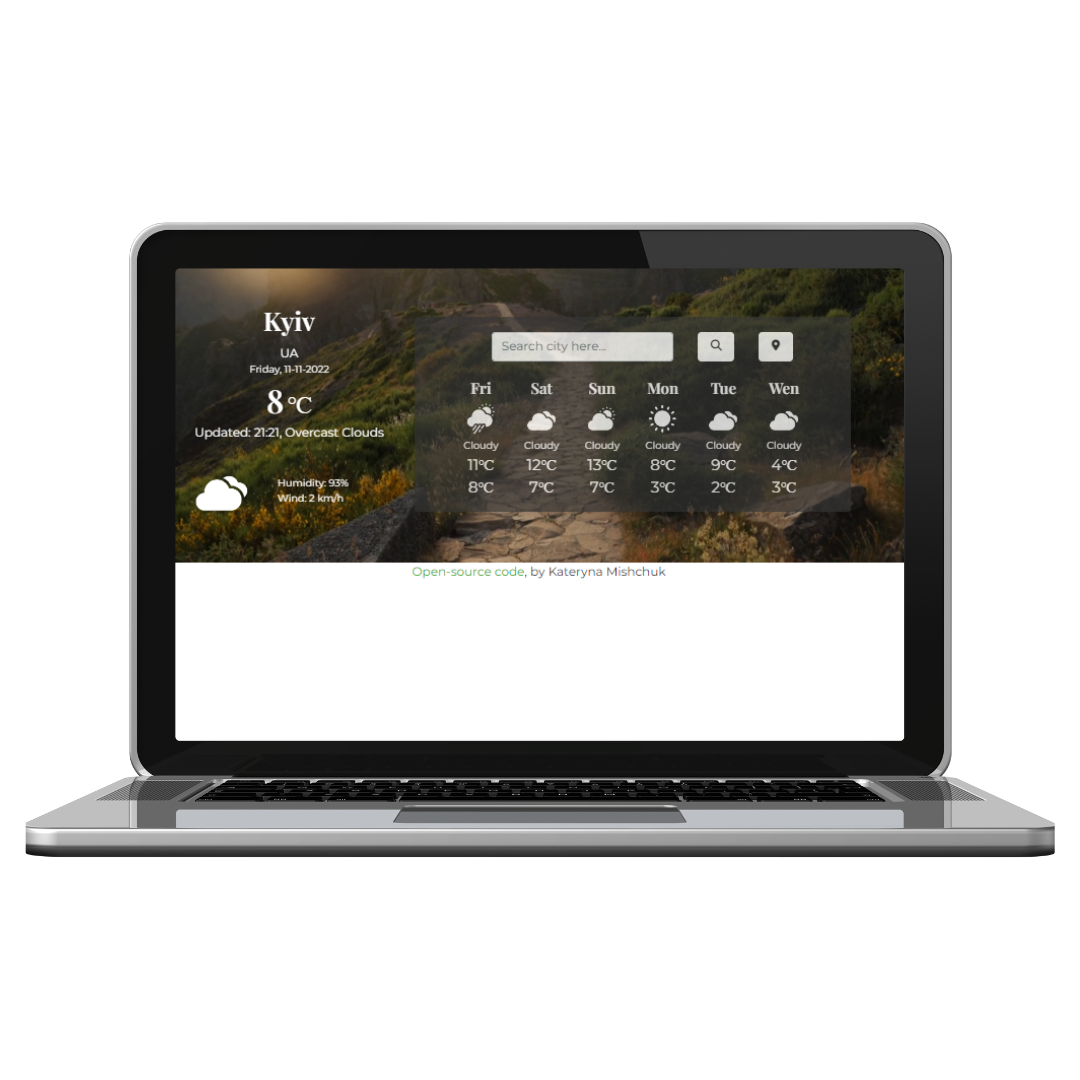 Kyiv
UA
Friday, 11-11-2022
8 °C
Updated: 21:21, Overcast Clouds
Humidity: 93%
Wind: 2 km/h
Search city here...
Fri Sat Sun Mon Tue Wen
Cloudy Cloudy Cloudy Cloudy Cloudy Cloudy
11°C 12°C 13°C 8°C 9°C 4°C
8°C 7°C 7°C 3°C 2°C 3°C
Open-source code, by Kateryna Mishchuk